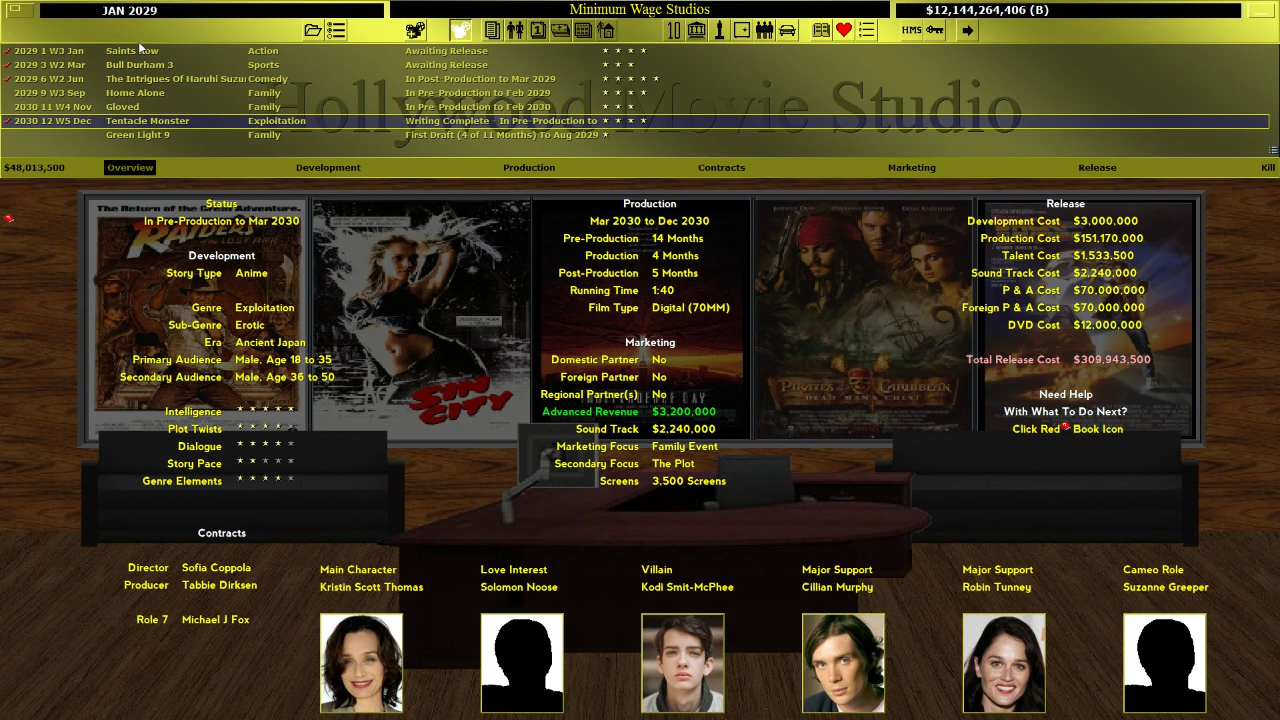 JAN 2029
Minimum Wage Studios
$12,144,264,406 (B)
10
HMS
2029 1 W3 Jan Saints Row Action Awaiting Release
2029 3 W2 Mar Bull Durham 3 Sports Awaiting Release
2029 6 W2 Jun The Intrigues Of Haruhi Suzu Comedy In Post-Production to Mar 2029
2029 9 W3 Sep Home Alone Family In Pre-Production to Feb 2029
2030 11 W4 Nov Gloved Family In Pre-Production to Feb 2030
2030 12 W5 Dec Tentacle Monster Exploitation Writing Complete - In Pre-Production to
Green Light 9 Family First Draft (4 of 11 Months) To Aug 2029
Hollywood Movie Studio
$48,013,500 Overview Development Production Contracts Marketing Release Kill
Status
In Pre-Production to Mar 2030
Development
Story Type Anime
Genre Exploitation
Sub-Genre Erotic
Era Ancient Japan
Primary Audience Male, Age 18 to 35
Secondary Audience Male, Age 36 to 50
Intelligence
Plot Twists
Dialogue
Story Pace
Genre Elements
Contracts
Director Sofia Coppola
Producer Tabbie Dirksen
Role 7 Michael J Fox
Production
Mar 2030 to Dec 2030
Pre-Production 14 Months
Production 4 Months
Post-Production 5 Months
Running Time 1:40
Film Type Digital (70MM)
Marketing
Domestic Partner No
Foreign Partner No
Regional Partner(s) No
Advanced Revenue $3,200,000
Sound Track $2,240,000
Marketing Focus Family Event
Secondary Focus The Plot
Screens 3,500 Screens
Release
Development Cost $3,000,000
Production Cost $151,170,000
Talent Cost $1,533,500
Sound Track Cost $2,240,000
P & A Cost $70,000,000
Foreign P & A Cost $70,000,000
DVD Cost $12,000,000
Total Release Cost $309,943,500
Need Help
With What To Do Next?
Click Red Book Icon
Main Character
Kristin Scott Thomas
Love Interest
Solomon Noose
Villain
Kodi Smit-McPhee
Major Support
Cillian Murphy
Major Support
Robin Tunney
Cameo Role
Suzanne Greeper
The Return of the Great Adventure.
RAIDERS
OF THE LOST ARK
SIN CITY
PIRATES of the CARIBBEAN
DEAD MAN'S CHEST